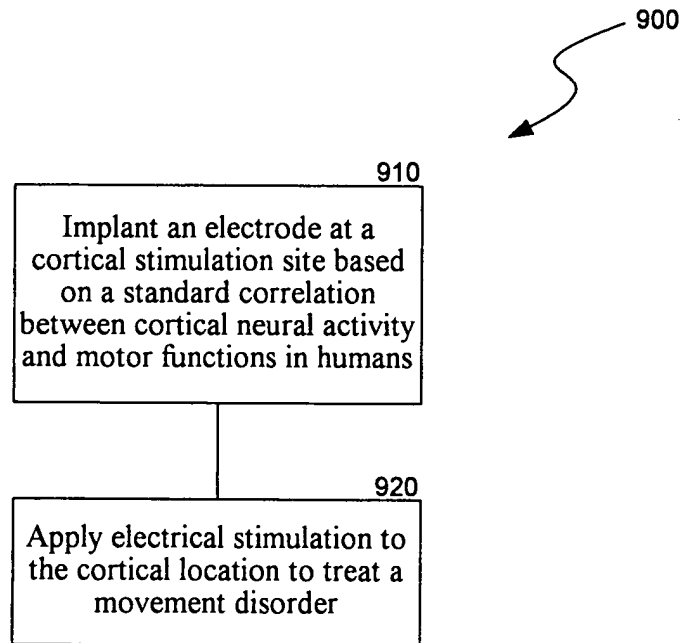 900
910
Implant an electrode at a
cortical stimulation site based
on a standard correlation
between cortical neural activity
and motor functions in humans
920
Apply electrical stimulation to
the cortical location to treat a
movement disorder